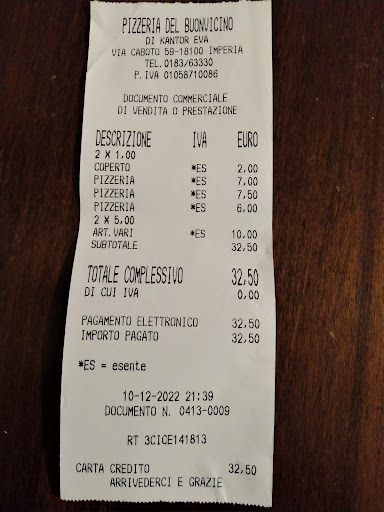 PIZZERIA DEL BUONVICINO
DI KANTOR EVA
VIA CABOTO 59-18100 IMPERIA
TEL.0183/63330
P.IVA 01058710086
DOCUMENTO COMMERCIALE
DI VENDITA O PRESTAZIONE
DESCRIZIONE IVA EURO
2 X 1,00
COPERTO *ES 2,00
PIZZERIA *ES 7,00
PIZZERIA *ES 7,50
PIZZERIA *ES 6,00
2 X 5,00
ART.VARI *ES 10,00
SUBTOTALE 32,50
TOTALE COMPLESSIVO 32,50
DI CUI IVA 0,00
PAGAMENTO ELETTRONICO 32,50
IMPORTO PAGATO 32,50
*ES = esente
10-12-2022 21:39
DOCUMENTO N. 0413-0009
RT 3CICE141813
CARTA CREDITO 32,50
ARRIVEDERCI E GRAZIE